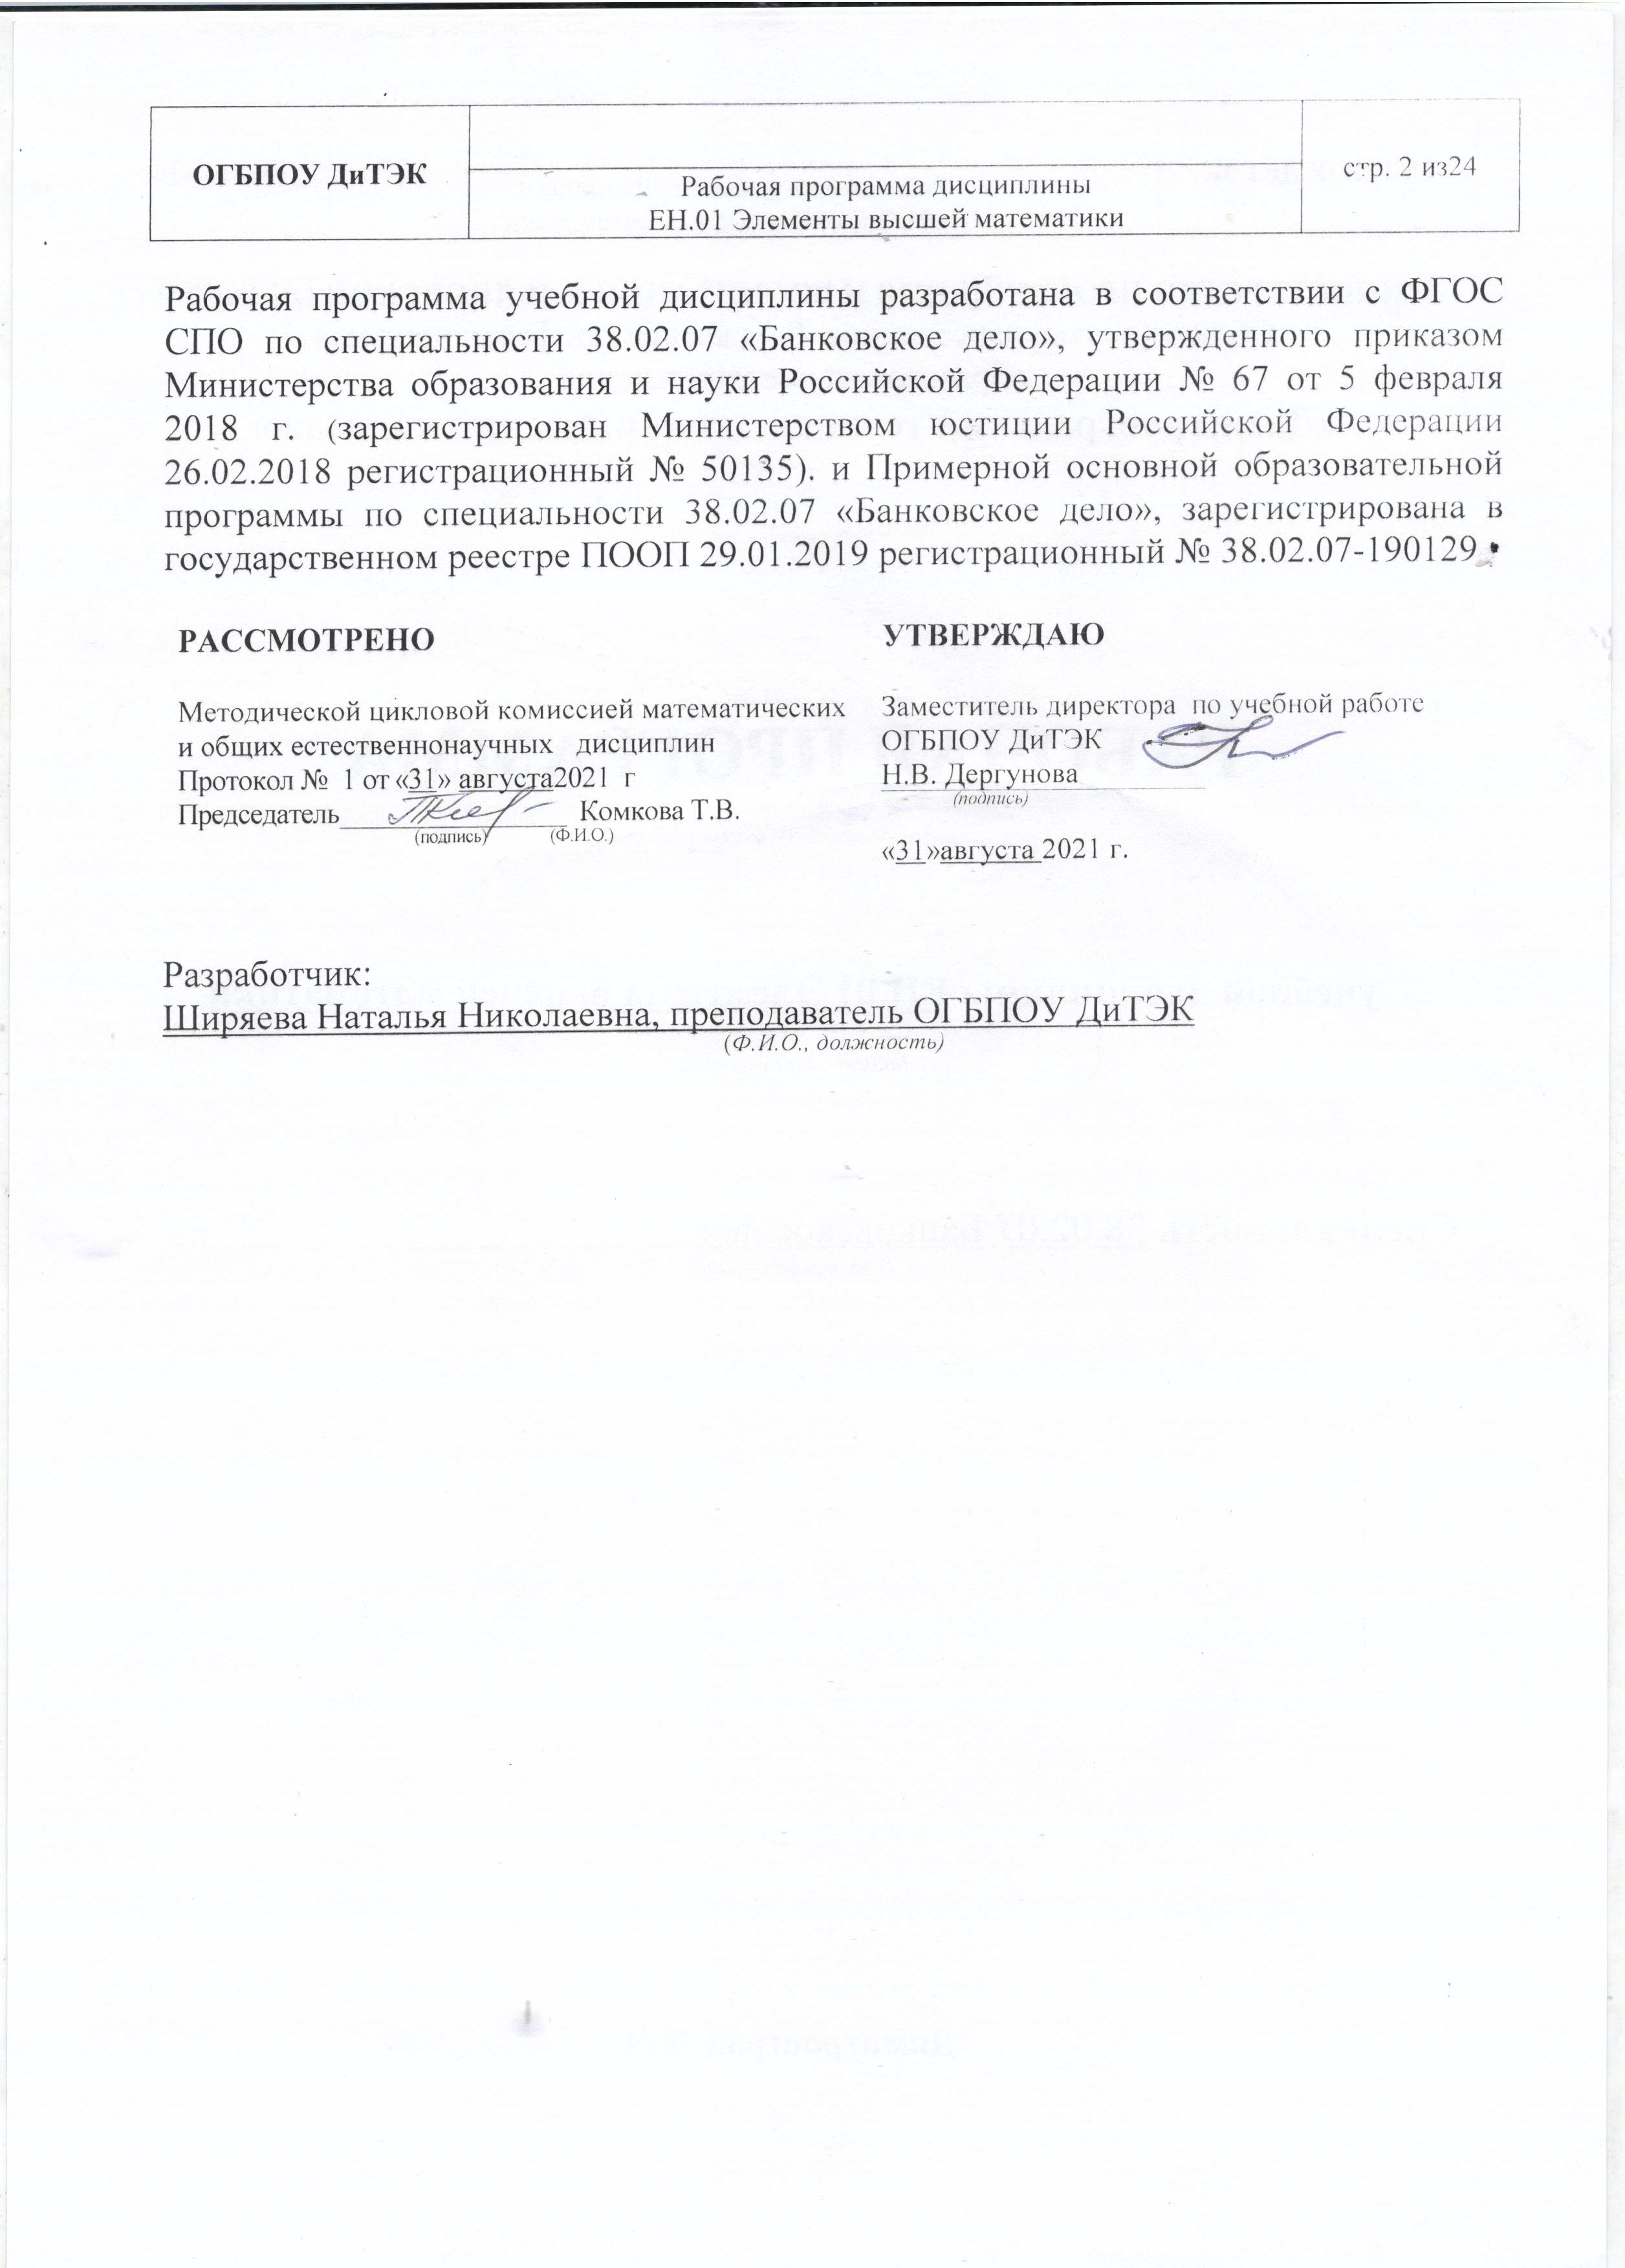 ОГБПОУ ДиТЭК
Рабочая программа дисциплины
ЕН.01 Элементы высшей математики
стр. 2 из24
Рабочая программа учебной дисциплины разработана в соответствии с ФГОС
СПО по специальности 38.02.07 «Банковское дело», утвержденного приказом
Министерства образования и науки Российской Федерации № 67 от 5 февраля
2018 г. (зарегистрирован Министерством юстиции Российской Федерации
26.02.2018 регистрационный № 50135). и Примерной основной образовательной
программы по специальности 38.02.07 «Банковское дело», зарегистрирована в
государственном реестре ПООП 29.01.2019 регистрационный № 38.02.07-190129
РАССМОТРЕНО
Методической цикловой комиссией математических
и общих естественнонаучных дисциплин
Протокол № 1 от «31» августа2021 г
Председатель Комкова Т.В.
(подпись) (Ф.И.О.)
УТВЕРЖДАЮ
Заместитель директора по учебной работе
ОГБПОУ ДиТЭК
Н.В. Дергунова
(подпись)
«31»августа 2021 г.
Разработчик:
Ширяева Наталья Николаевна, преподаватель ОГБПОУ ДиТЭК
(Ф.И.О., должность)